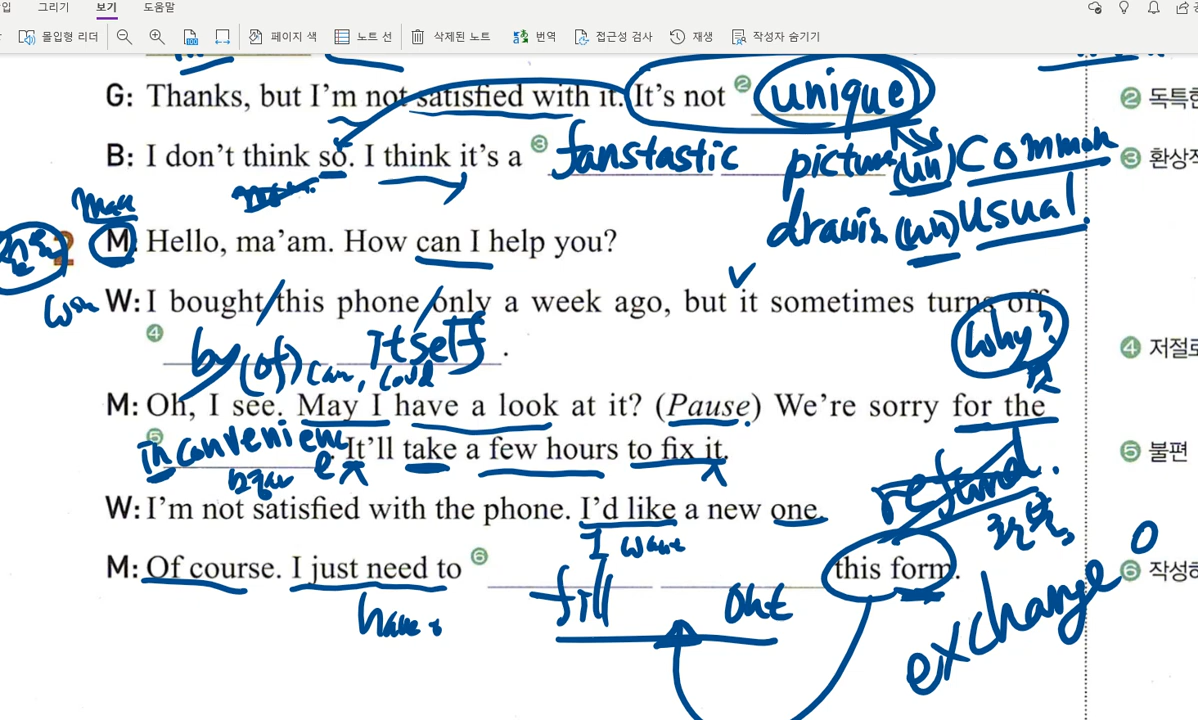 그리기 보기 도움말
몰입형 리더 페이지 색 노트 선 삭제된 노트 번역 접근성 검사 재생 작성자 숨기기
G: Thanks, but I'm not satisfied with it. It's not ② unique
② 독특한
B: I don't think so. I think it's a ③ fanstastic
picture (un) Common
③ 환상적
man
drawin (un) usual.
2 M: Hello, ma'am. How can I help you?
W: I bought this phone only a week ago, but it sometimes turns off
④ by (of) itself.
can, could
why?
④ 저절로
M: Oh, I see. May I have a look at it? (Pause) We're sorry for the
⑤ inconvenience. It'll take a few hours to fix it.
⑤ 불편
refund.
W: I'm not satisfied with the phone. I'd like a new one.
I want
환불,
M: Of course. I just need to ⑥ fill out this form.
exchange
⑥ 작성하
have